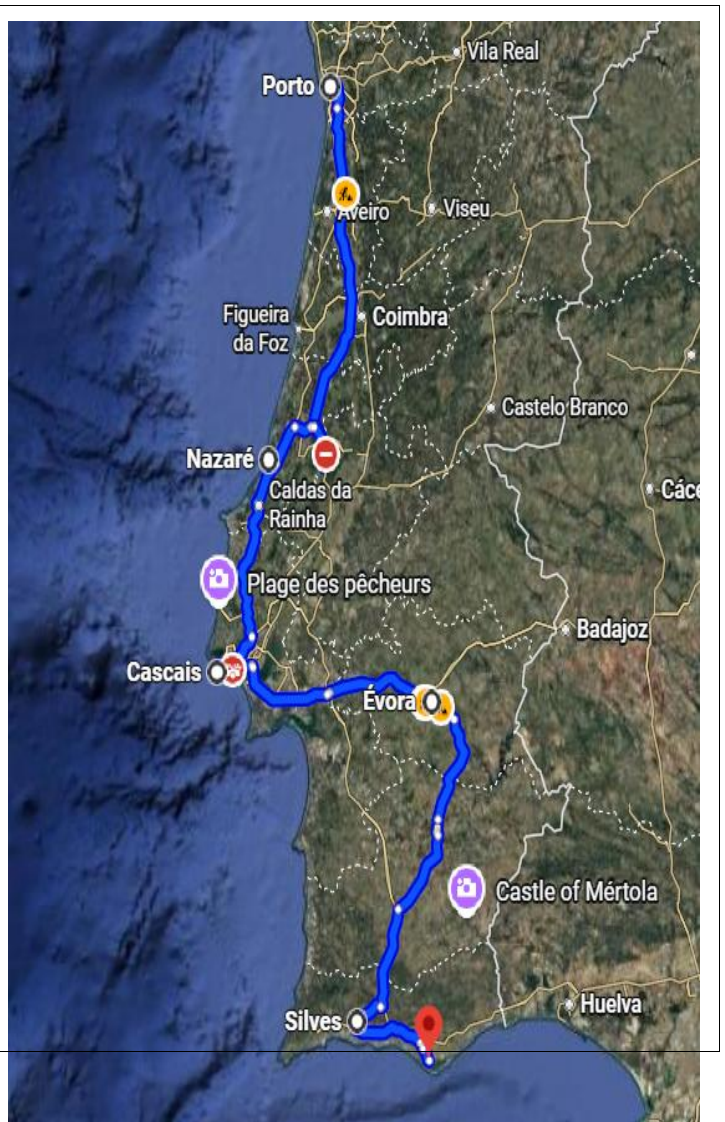 Vila Real
Porto
Aveiro
Viseu
Figueira
da Foz
Coimbra
Castelo Branco
Nazaré
Caldas da
Rainha
Các
Plage des pêcheurs
Badajoz
Cascais
Évora
Castle of Mértola
Silves
Huelva